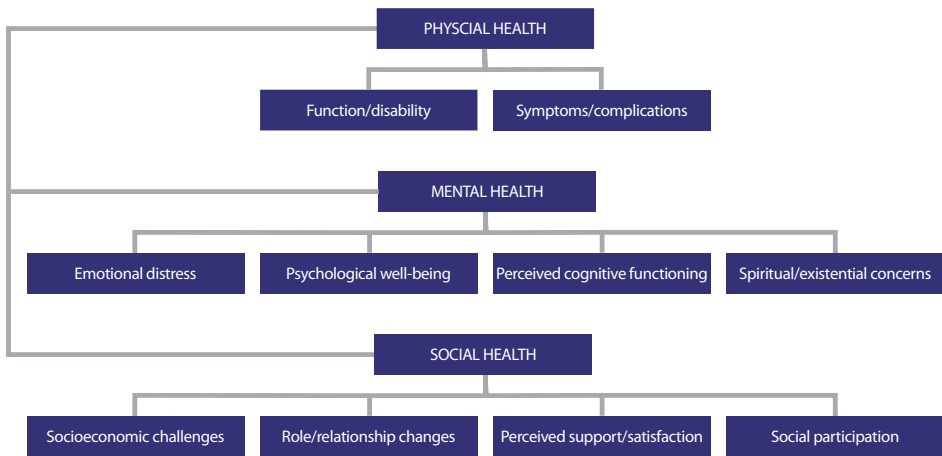 PHYSCIAL HEALTH
Function/disability
Symptoms/complications
MENTAL HEALTH
Emotional distress
Psychological well-being
Perceived cognitive functioning
Spiritual/existential concerns
SOCIAL HEALTH
Socioeconomic challenges
Role/relationship changes
Perceived support/satisfaction
Social participation